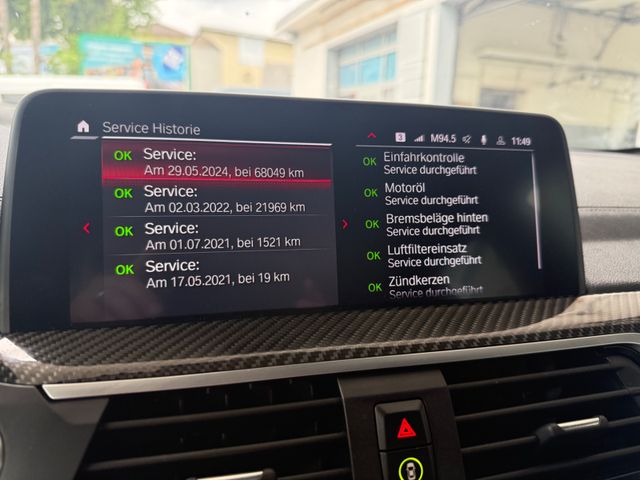 Service Historie
3 M94.5 11:49
OK Service:
Am 29.05.2024, bei 68049 km
OK Service:
Am 02.03.2022, bei 21969 km
OK Service:
Am 01.07.2021, bei 1521 km
OK Service:
Am 17.05.2021, bei 19 km
OK Einfahrkontrolle
Service durchgeführt
OK Motoröl
Service durchgeführt
OK Bremsbeläge hinten
Service durchgeführt
OK Luftfiltereinsatz
Service durchgeführt
OK Zündkerzen
Service durchgeführt